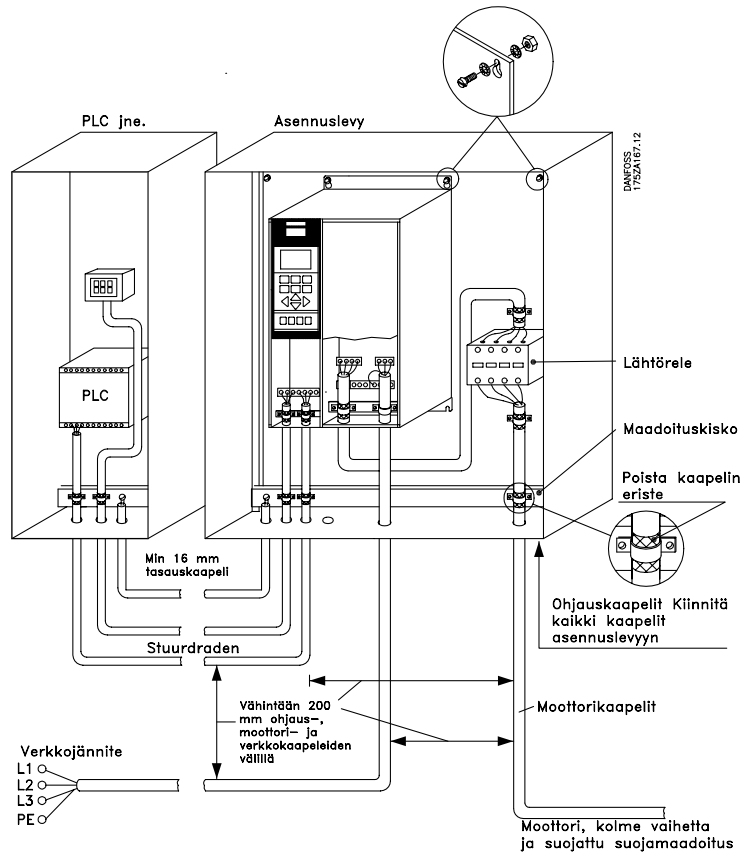 PLC jne.
Asennuslevy
DANFOSS
175ZA167.12
PLC
Lähtörele
Maadoituskisko
Poista kaapelin
eriste
Min 16 mm
tasauskaapeli
Ohjauskaapelit Kiinnitä
kaikki kaapelit
asennuslevyyn
Stuurdraden
Vähintään 200
mm ohjaus-,
moottori- ja
verkkokaapeleiden
välillä
Moottorikaapelit
Verkkojännite
L1
L2
L3
PE
Moottori, kolme vaihetta
ja suojattu suojamaadoitus